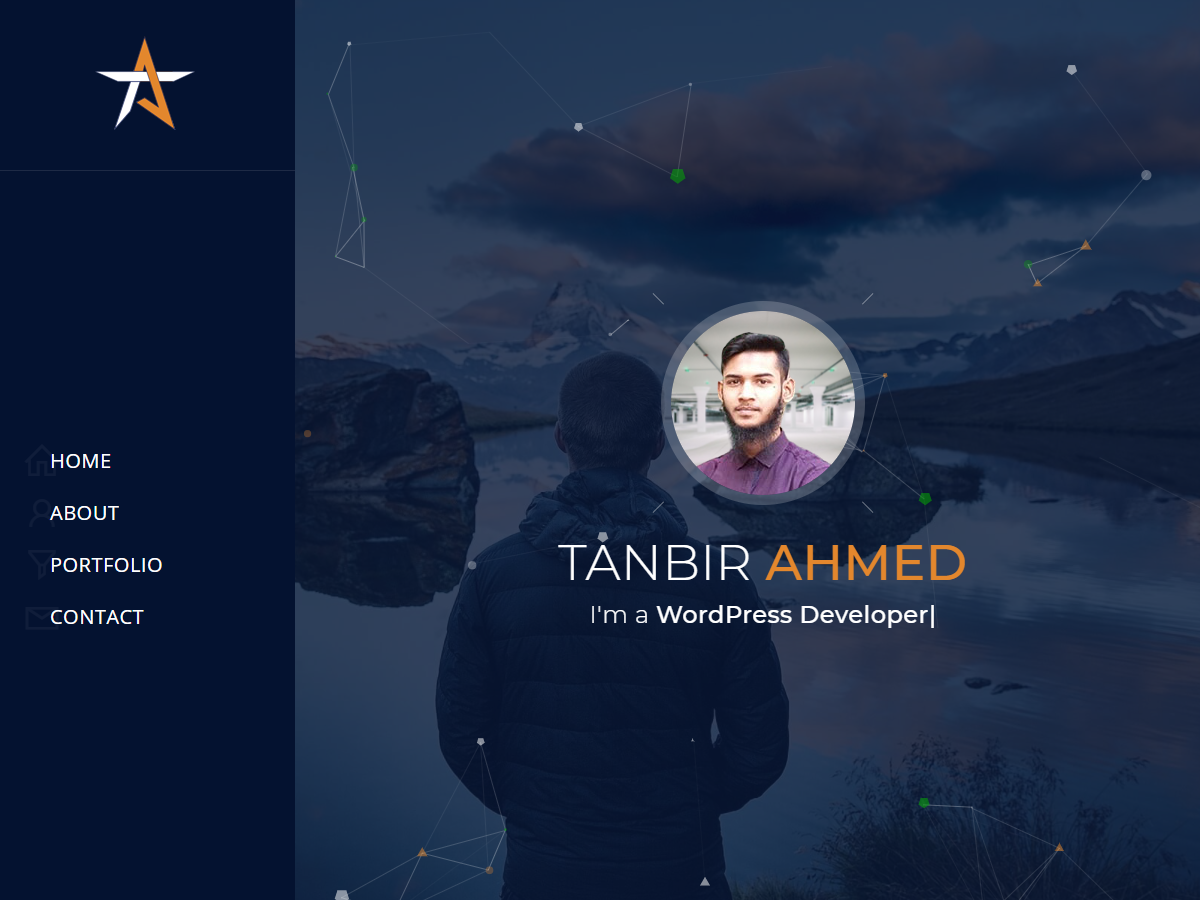 HOME
ABOUT
PORTFOLIO
CONTACT
TANBIR AHMED
I'm a WordPress Developer|